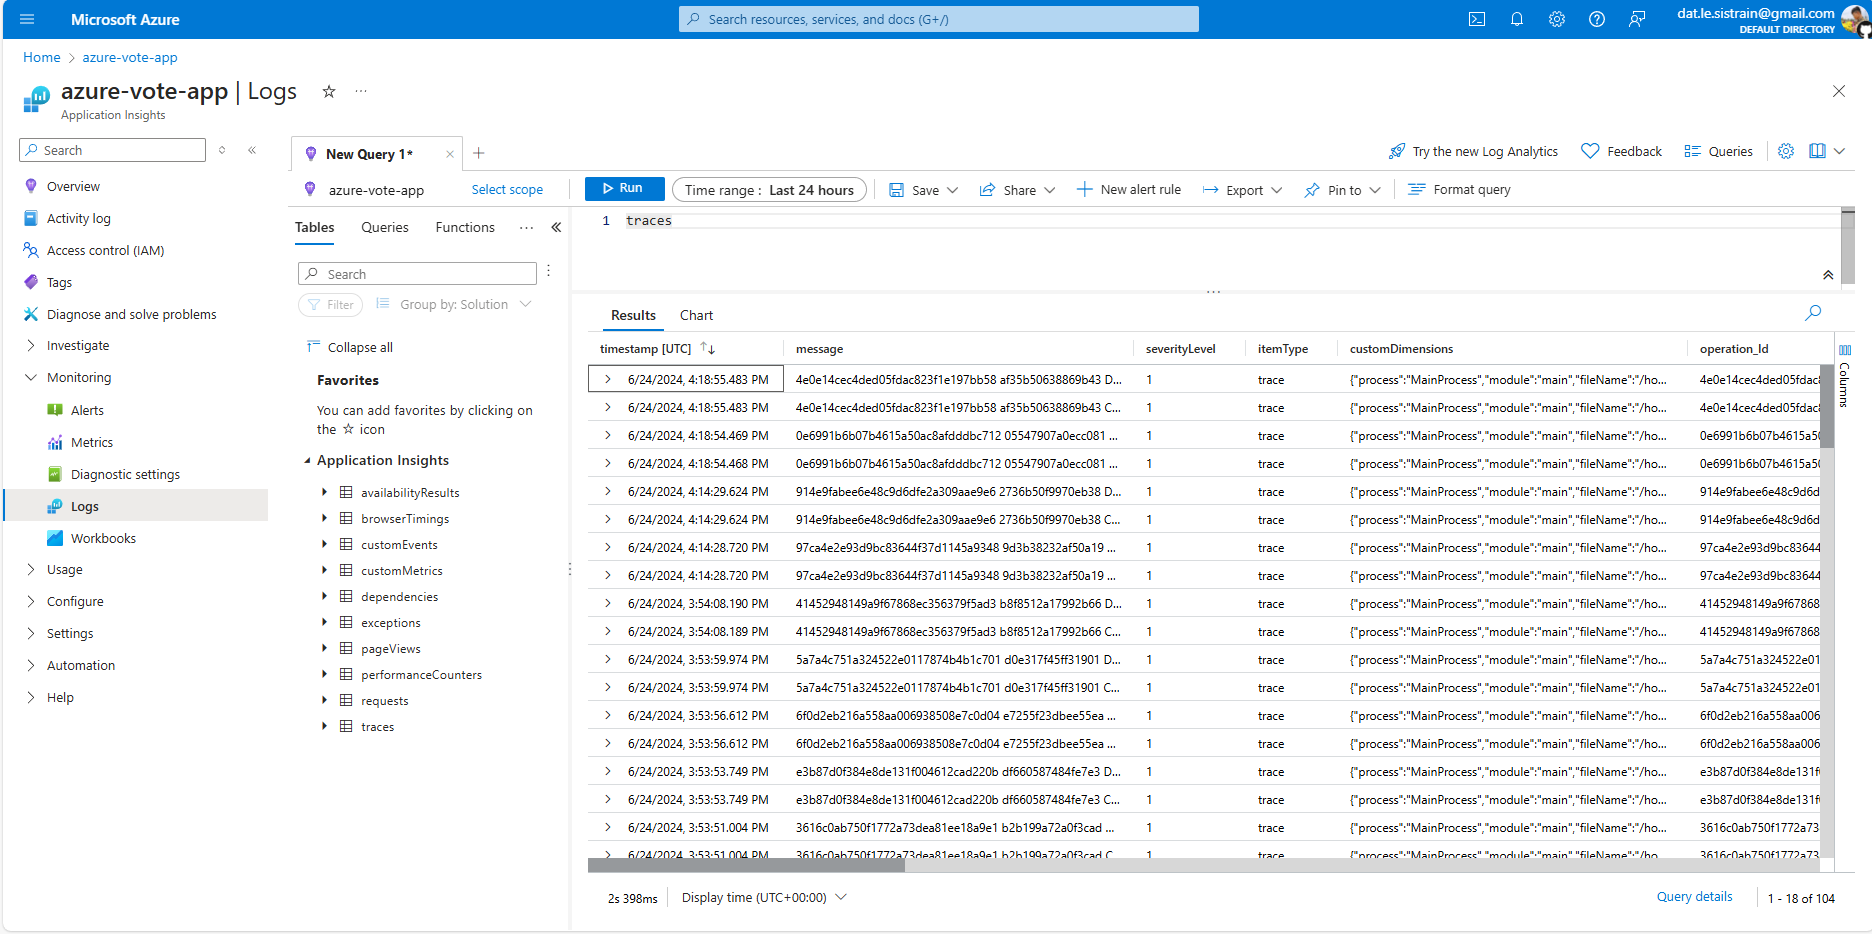 Microsoft Azure
Search resources, services, and docs (G+/)
dat.le.sistrain@gmail.com
DEFAULT DIRECTORY
Home > azure-vote-app
azure-vote-app | Logs
Application Insights
Search
Overview
Activity log
Access control (IAM)
Tags
Diagnose and solve problems
Investigate
Monitoring
Alerts
Metrics
Diagnostic settings
Logs
Workbooks
Usage
Configure
Settings
Automation
Help
New Query 1*
Try the new Log Analytics
Feedback
Queries
azure-vote-app
Select scope
Run
Time range : Last 24 hours
Save
Share
New alert rule
Export
Pin to
Format query
Tables
Queries
Functions
Search
Filter
Group by: Solution
Collapse all
Favorites
You can add favorites by clicking on
the ☆ icon
Application Insights
availabilityResults
browserTimings
customEvents
customMetrics
dependencies
exceptions
pageViews
performanceCounters
requests
traces
1 traces
Results
Chart
timestamp [UTC] message severityLevel itemType customDimensions operation_Id
6/24/2024, 4:18:55.483 PM 4e0e14cec4ded05fdac823f1e197bb58 af35b50638869b43 D... 1 trace {"process":"MainProcess","module":"main","fileName":"/ho... 4e0e14cec4ded05fdac8
6/24/2024, 4:18:55.483 PM 4e0e14cec4ded05fdac823f1e197bb58 af35b50638869b43 C... 1 trace {"process":"MainProcess","module":"main","fileName":"/ho... 4e0e14cec4ded05fdac8
6/24/2024, 4:18:54.469 PM 0e6991b6b07b4615a50ac8afdddbc712 05547907a0ecc081 ... 1 trace {"process":"MainProcess","module":"main","fileName":"/ho... 0e6991b6b07b4615a50
6/24/2024, 4:18:54.468 PM 0e6991b6b07b4615a50ac8afdddbc712 05547907a0ecc081 ... 1 trace {"process":"MainProcess","module":"main","fileName":"/ho... 0e6991b6b07b4615a50
6/24/2024, 4:14:29.624 PM 914e9fabee6e48c9d6dfe2a309aae9e6 2736b50f9970eb38 D... 1 trace {"process":"MainProcess","module":"main","fileName":"/ho... 914e9fabee6e48c9d6d
6/24/2024, 4:14:29.624 PM 914e9fabee6e48c9d6dfe2a309aae9e6 2736b50f9970eb38 C... 1 trace {"process":"MainProcess","module":"main","fileName":"/ho... 914e9fabee6e48c9d6d
6/24/2024, 4:14:28.720 PM 97ca4e2e93d9bc83644f37d1145a9348 9d3b38232af50a19 ... 1 trace {"process":"MainProcess","module":"main","fileName":"/ho... 97ca4e2e93d9bc83644
6/24/2024, 4:14:28.720 PM 97ca4e2e93d9bc83644f37d1145a9348 9d3b38232af50a19 ... 1 trace {"process":"MainProcess","module":"main","fileName":"/ho... 97ca4e2e93d9bc83644
6/24/2024, 3:54:08.190 PM 41452948149a9f67868ec356379f5ad3 b8f8512a17992b66 D... 1 trace {"process":"MainProcess","module":"main","fileName":"/ho... 41452948149a9f67868
6/24/2024, 3:54:08.189 PM 41452948149a9f67868ec356379f5ad3 b8f8512a17992b66 C... 1 trace {"process":"MainProcess","module":"main","fileName":"/ho... 41452948149a9f67868
6/24/2024, 3:53:59.974 PM 5a7a4c751a324522e0117874b4b1c701 d0e317f45ff31901 D... 1 trace {"process":"MainProcess","module":"main","fileName":"/ho... 5a7a4c751a324522e01
6/24/2024, 3:53:59.974 PM 5a7a4c751a324522e0117874b4b1c701 d0e317f45ff31901 C... 1 trace {"process":"MainProcess","module":"main","fileName":"/ho... 5a7a4c751a324522e01
6/24/2024, 3:53:56.612 PM 6f0d2eb216a558aa006938508e7c0d04 e7255f23dbee55ea ... 1 trace {"process":"MainProcess","module":"main","fileName":"/ho... 6f0d2eb216a558aa006
6/24/2024, 3:53:56.612 PM 6f0d2eb216a558aa006938508e7c0d04 e7255f23dbee55ea ... 1 trace {"process":"MainProcess","module":"main","fileName":"/ho... 6f0d2eb216a558aa006
6/24/2024, 3:53:53.749 PM e3b87d0f384e8de131f004612cad220b df660587484fe7e3 D... 1 trace {"process":"MainProcess","module":"main","fileName":"/ho... e3b87d0f384e8de131f
6/24/2024, 3:53:53.749 PM e3b87d0f384e8de131f004612cad220b df660587484fe7e3 C... 1 trace {"process":"MainProcess","module":"main","fileName":"/ho... e3b87d0f384e8de131f
6/24/2024, 3:53:51.004 PM 3616c0ab750f1772a73dea81ee18a9e1 b2b199a72a0f3cad ... 1 trace {"process":"MainProcess","module":"main","fileName":"/ho... 3616c0ab750f1772a73
6/24/2024, 3:53:51.004 PM 3616c0ab750f1772a73dea81ee18a9e1 b2b199a72a0f3cad C... 1 trace {"process":"MainProcess","module":"main","fileName":"/ho... 3616c0ab750f1772a73
Columns
2s 398ms
Display time (UTC+00:00)
Query details
1 - 18 of 104